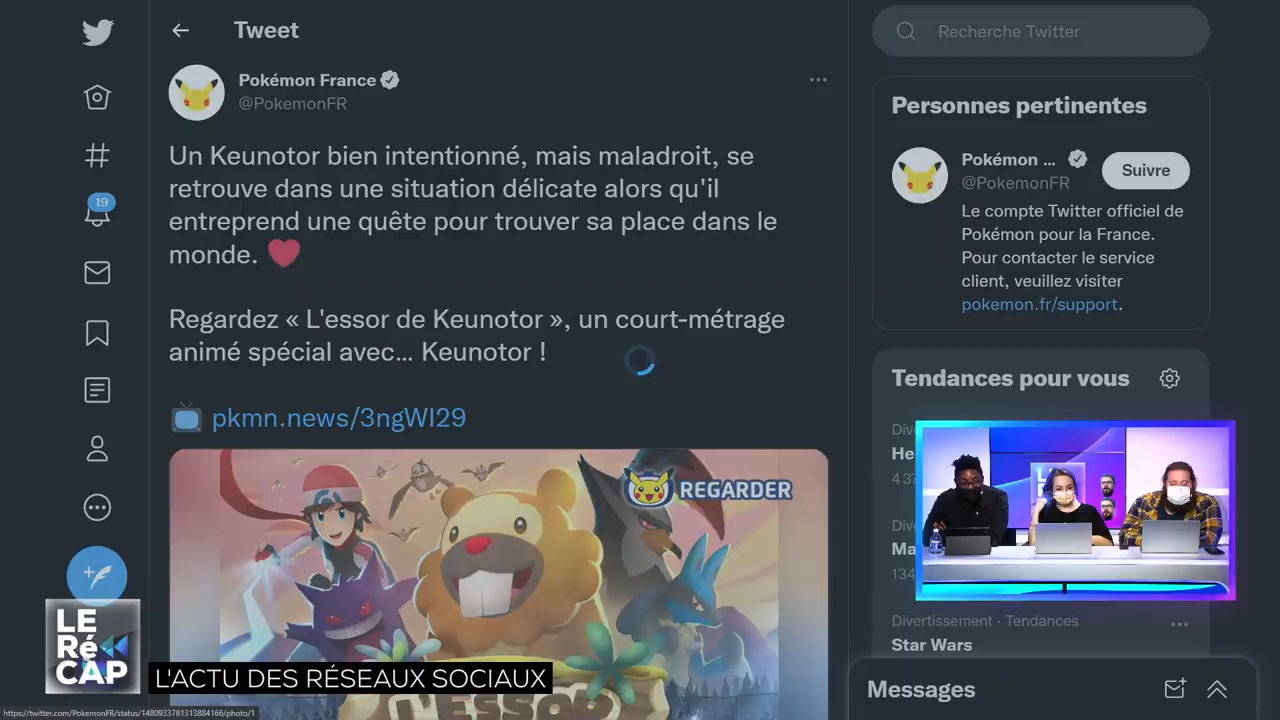 Tweet
Recherche Twitter
Pokémon France
@PokemonFR
Un Keunotor bien intentionné, mais maladroit, se
retrouve dans une situation délicate alors qu'il
entreprend une quête pour trouver sa place dans le
monde.
Regardez « L'essor de Keunotor », un court-métrage
animé spécial avec... Keunotor !
pkmn.news/3ngWI29
REGARDER
L'ESSOR
19
Personnes pertinentes
Pokémon ...
@PokemonFR
Suivre
Le compte Twitter officiel de
Pokémon pour la France.
Pour contacter le service
client, veuillez visiter
pokemon.fr/support.
Tendances pour vous
Div
He
4 37
Div
Ma
134
Divertissement · Tendances
Star Wars
Messages
LE
Ré
CAP
L'ACTU DES RÉSEAUX SOCIAUX
https://twitter.com/PokemonFR/status/1480933781313884166/photo/1